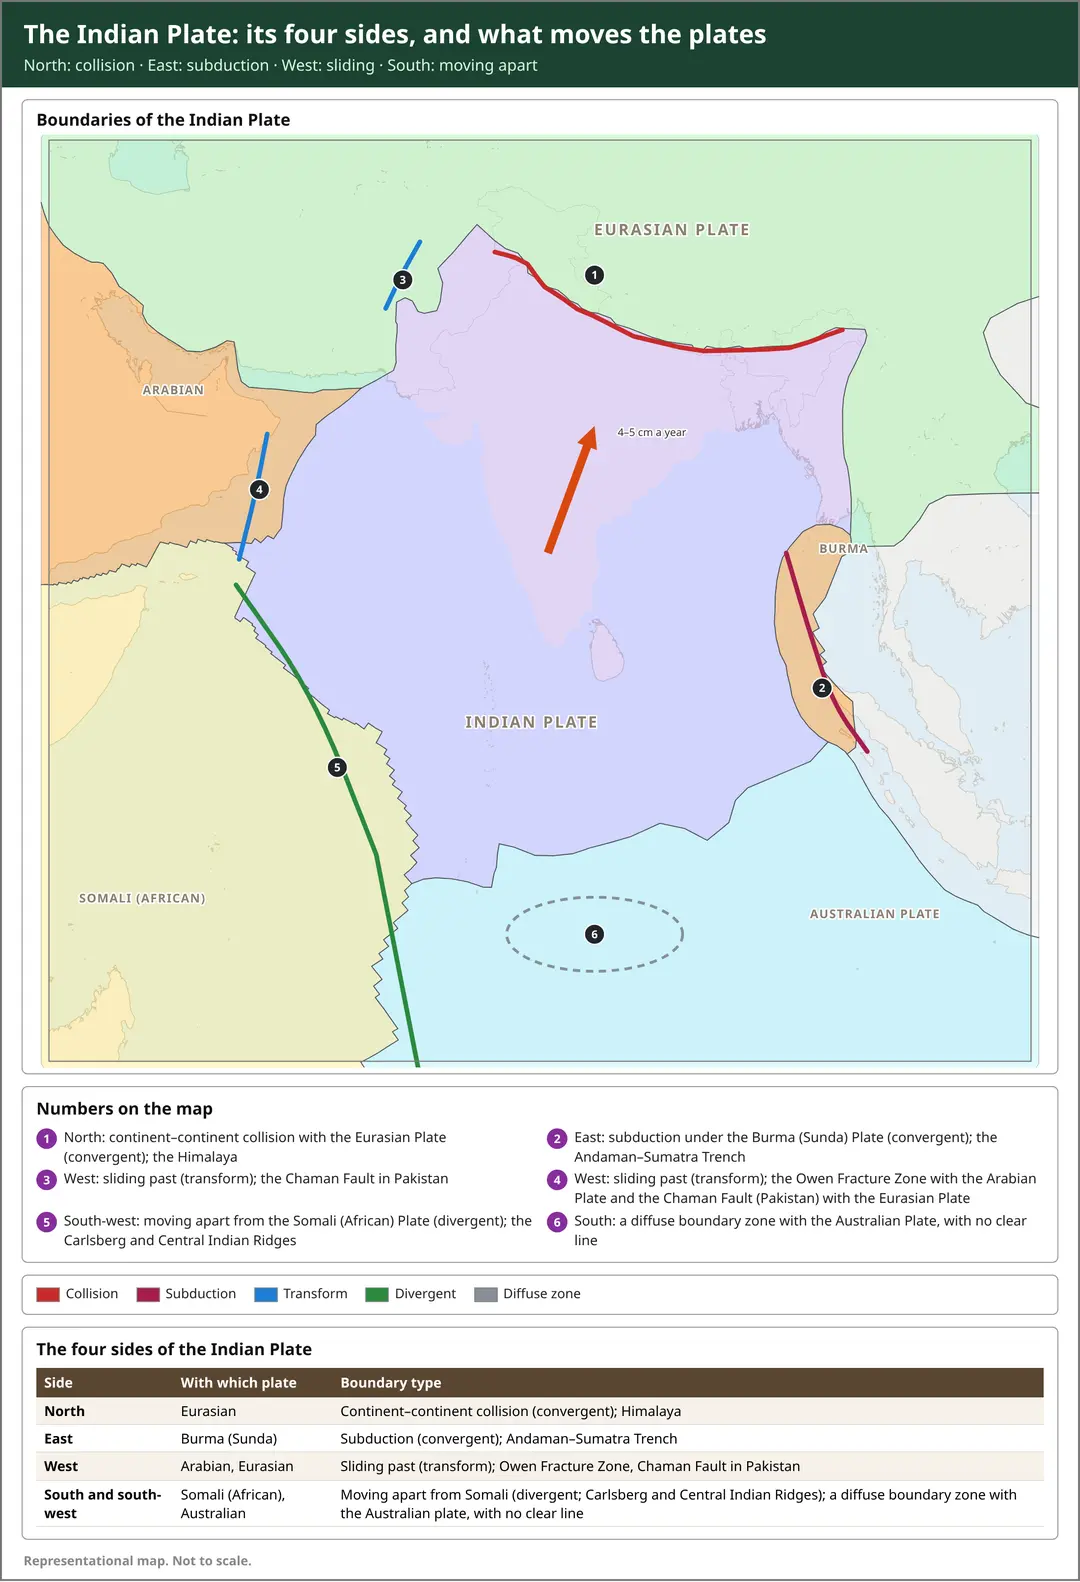 The Indian Plate: its four sides, and what moves the plates
North: collision · East: subduction · West: sliding · South: moving apart
Boundaries of the Indian Plate
EURASIAN PLATE
1
3
ARABIAN
4–5 cm a year
4
BURMA
2
INDIAN PLATE
5
SOMALI (AFRICAN)
AUSTRALIAN PLATE
6
Numbers on the map
1 North: continent–continent collision with the Eurasian Plate
(convergent); the Himalaya
2 East: subduction under the Burma (Sunda) Plate (convergent); the
Andaman–Sumatra Trench
3 West: sliding past (transform); the Chaman Fault in Pakistan
4 West: sliding past (transform); the Owen Fracture Zone with the Arabian
Plate and the Chaman Fault (Pakistan) with the Eurasian Plate
5 South-west: moving apart from the Somali (African) Plate (divergent); the
Carlsberg and Central Indian Ridges
6 South: a diffuse boundary zone with the Australian Plate, with no clear
line
Collision Subduction Transform Divergent Diffuse zone
The four sides of the Indian Plate
Side With which plate Boundary type
North Eurasian Continent–continent collision (convergent); Himalaya
East Burma (Sunda) Subduction (convergent); Andaman–Sumatra Trench
West Arabian, Eurasian Sliding past (transform); Owen Fracture Zone, Chaman Fault in Pakistan
South and south- Somali (African), Moving apart from Somali (divergent; Carlsberg and Central Indian Ridges); a diffuse boundary zone with
west Australian the Australian plate, with no clear line
Representational map. Not to scale.